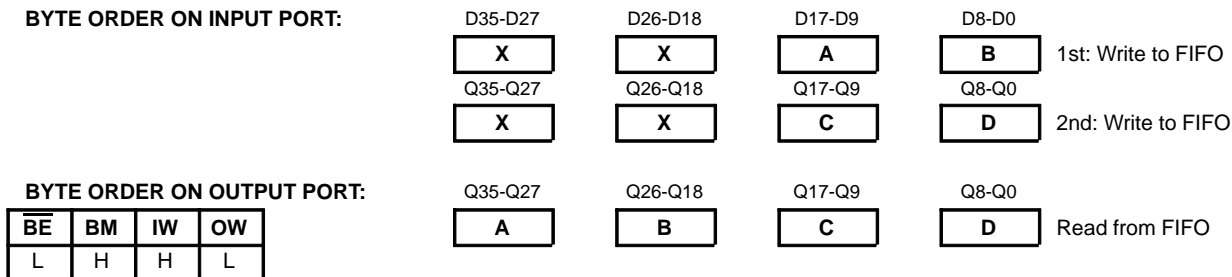 BYTE ORDER ON INPUT PORT: D35-D27 D26-D18 D17-D9 D8-D0
X X A B 1st: Write to FIFO
Q35-Q27 Q26-Q18 Q17-Q9 Q8-Q0
X X C D 2nd: Write to FIFO
BYTE ORDER ON OUTPUT PORT: Q35-Q27 Q26-Q18 Q17-Q9 Q8-Q0
BE BM IW OW A B C D Read from FIFO
L H H L